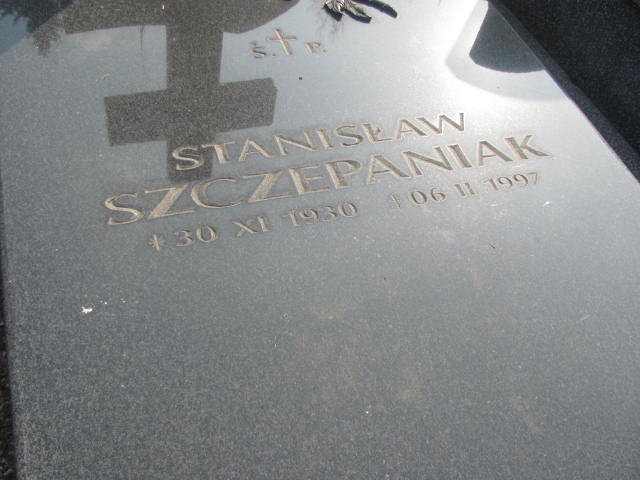 Ś. † P.
STANISŁAW
SZCZEPANIAK
* 30 XI 1930 † 06 II 1997